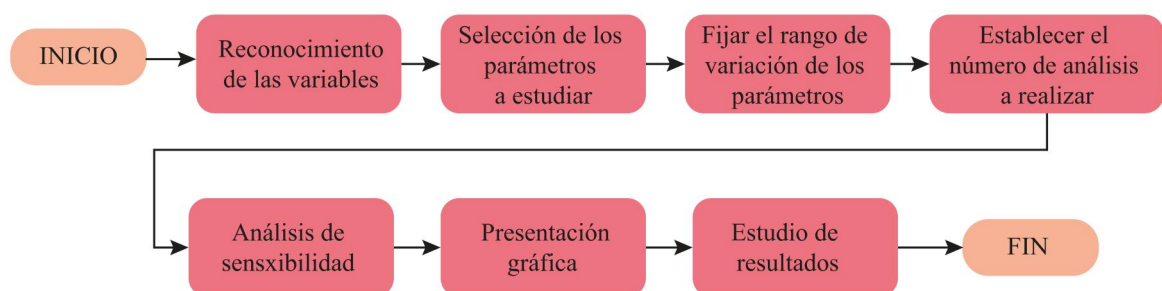 INICIO
Reconocimiento
de las variables
Selección de los
parámetros
a estudiar
Fijar el rango de
variación de los
parámetros
Establecer el
número de análisis
a realizar
Análisis de
sensxibilidad
Presentación
gráfica
Estudio de
resultados
FIN